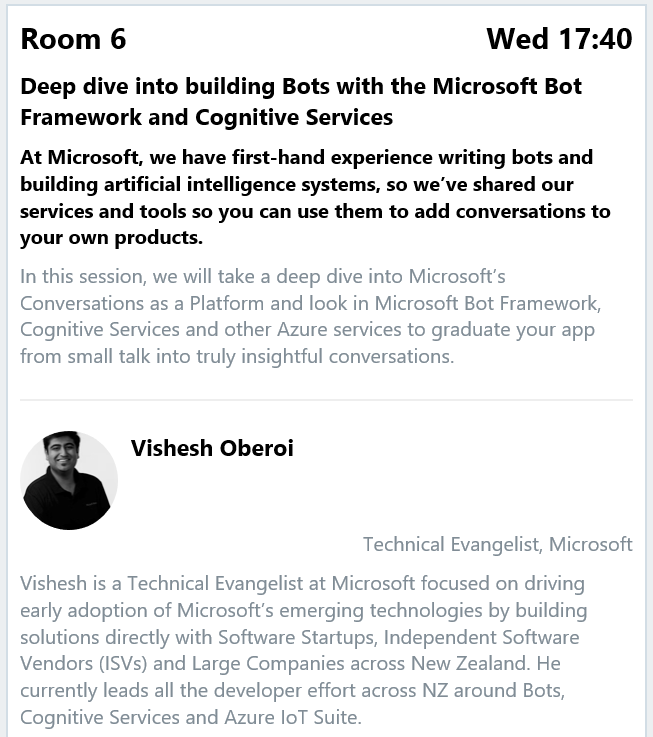 Room 6 Wed 17:40
Deep dive into building Bots with the Microsoft Bot
Framework and Cognitive Services
At Microsoft, we have first-hand experience writing bots and
building artificial intelligence systems, so we’ve shared our
services and tools so you can use them to add conversations to
your own products.
In this session, we will take a deep dive into Microsoft’s
Conversations as a Platform and look in Microsoft Bot Framework,
Cognitive Services and other Azure services to graduate your app
from small talk into truly insightful conversations.
Vishesh Oberoi
Technical Evangelist, Microsoft
Vishesh is a Technical Evangelist at Microsoft focused on driving
early adoption of Microsoft’s emerging technologies by building
solutions directly with Software Startups, Independent Software
Vendors (ISVs) and Large Companies across New Zealand. He
currently leads all the developer effort across NZ around Bots,
Cognitive Services and Azure IoT Suite.